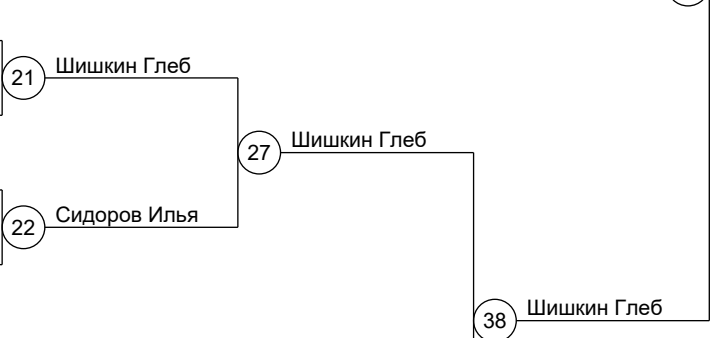 21 Шишкин Глеб
27 Шишкин Глеб
22 Сидоров Илья
38 Шишкин Глеб